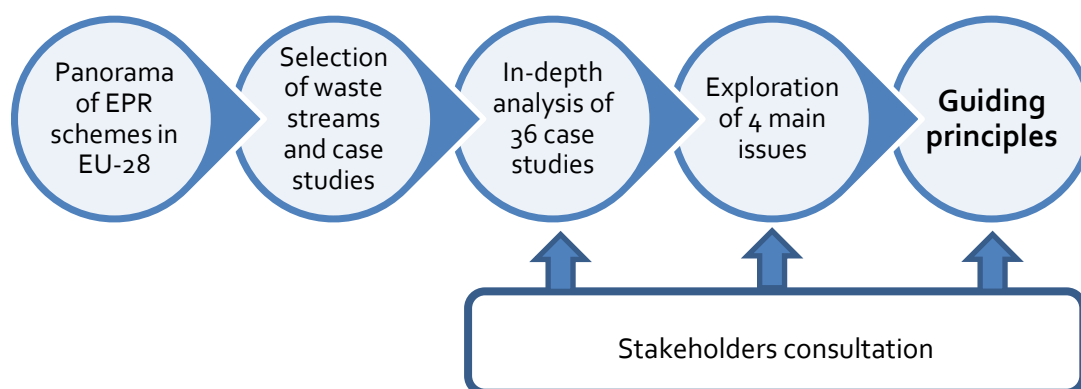 Panorama
of EPR
schemes in
EU-28
Selection
of waste
streams
and case
studies
In-depth
analysis of
36 case
studies
Exploration
of 4 main
issues
Guiding
principles
Stakeholders consultation